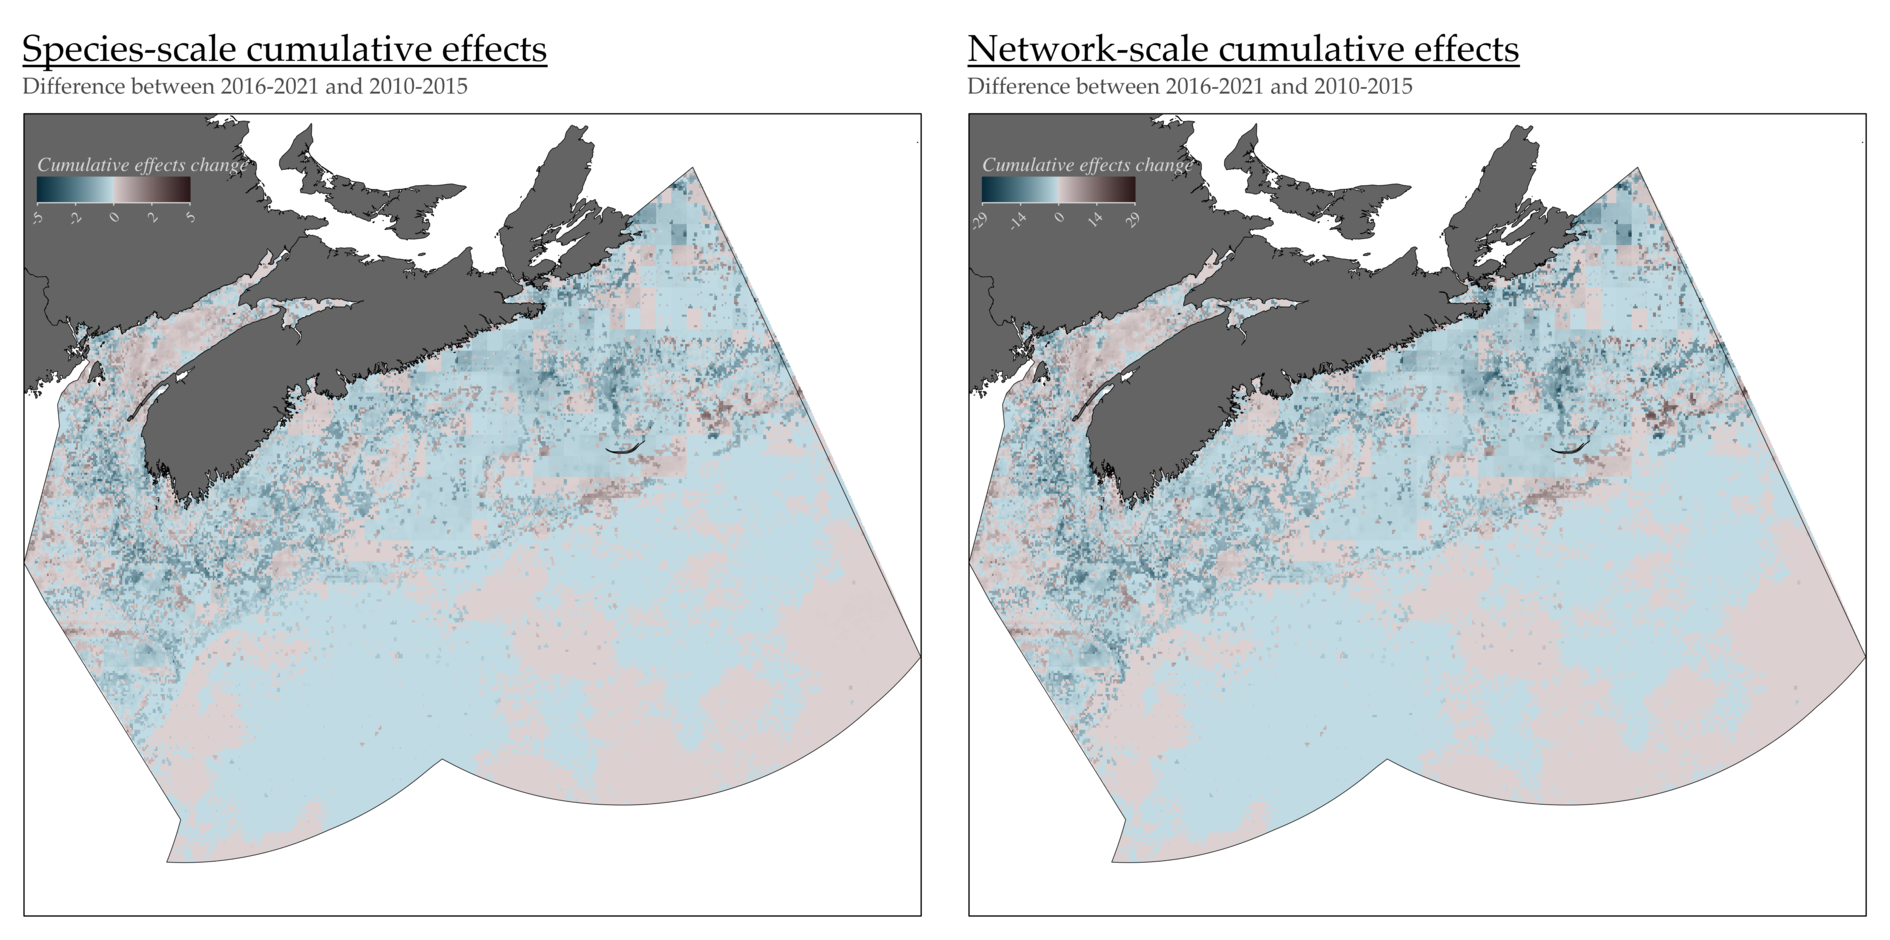 Species-scale cumulative effects
Difference between 2016-2021 and 2010-2015
Cumulative effects change
-5 -2 0 2 5
Network-scale cumulative effects
Difference between 2016-2021 and 2010-2015
Cumulative effects change
-29 -14 0 14 29